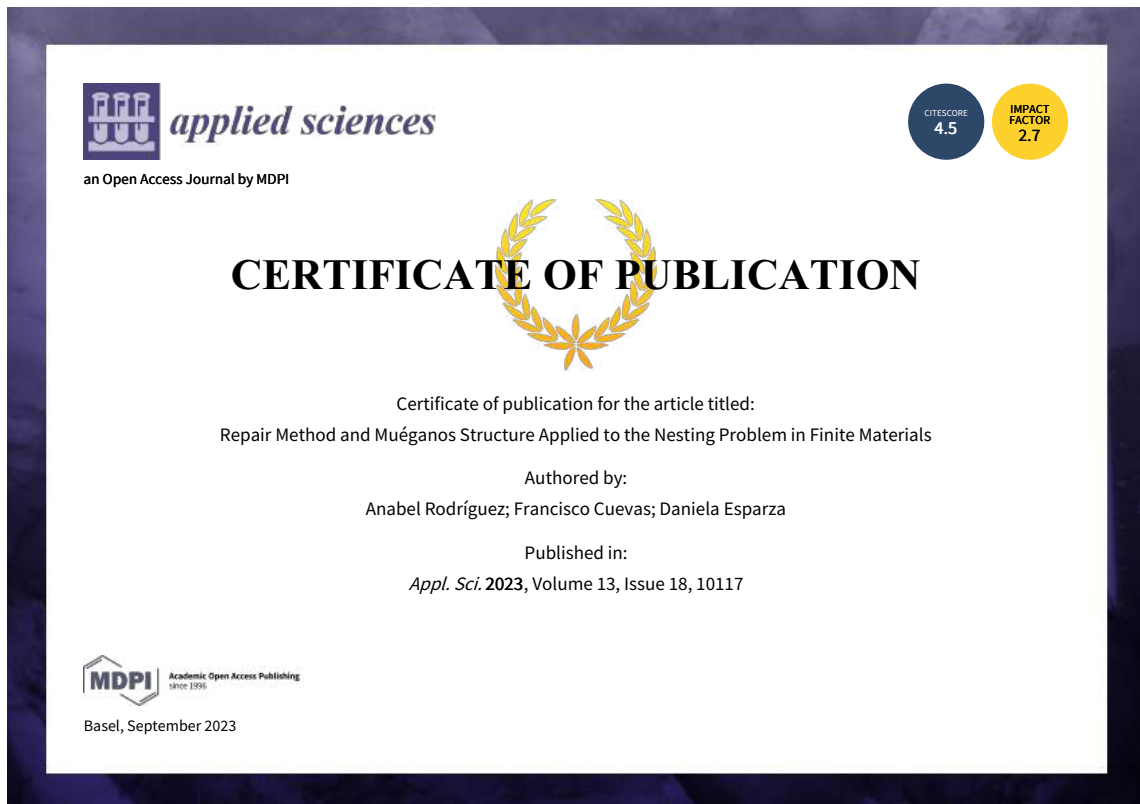 applied sciences
an Open Access Journal by MDPI
CITESCORE
4.5
IMPACT
FACTOR
2.7
CERTIFICATE OF PUBLICATION
Certificate of publication for the article titled:
Repair Method and Muéganos Structure Applied to the Nesting Problem in Finite Materials
Authored by:
Anabel Rodríguez; Francisco Cuevas; Daniela Esparza
Published in:
Appl. Sci. 2023, Volume 13, Issue 18, 10117
MDPI
Academic Open Access Publishing
since 1996
Basel, September 2023